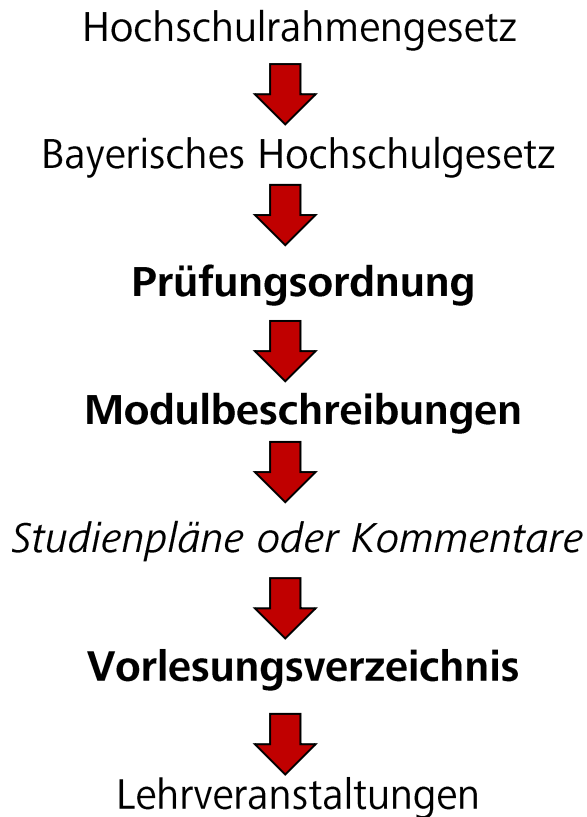 Hochschulrahmengesetz
Bayerisches Hochschulgesetz
Prüfungsordnung
Modulbeschreibungen
Studienpläne oder Kommentare
Vorlesungsverzeichnis
Lehrveranstaltungen